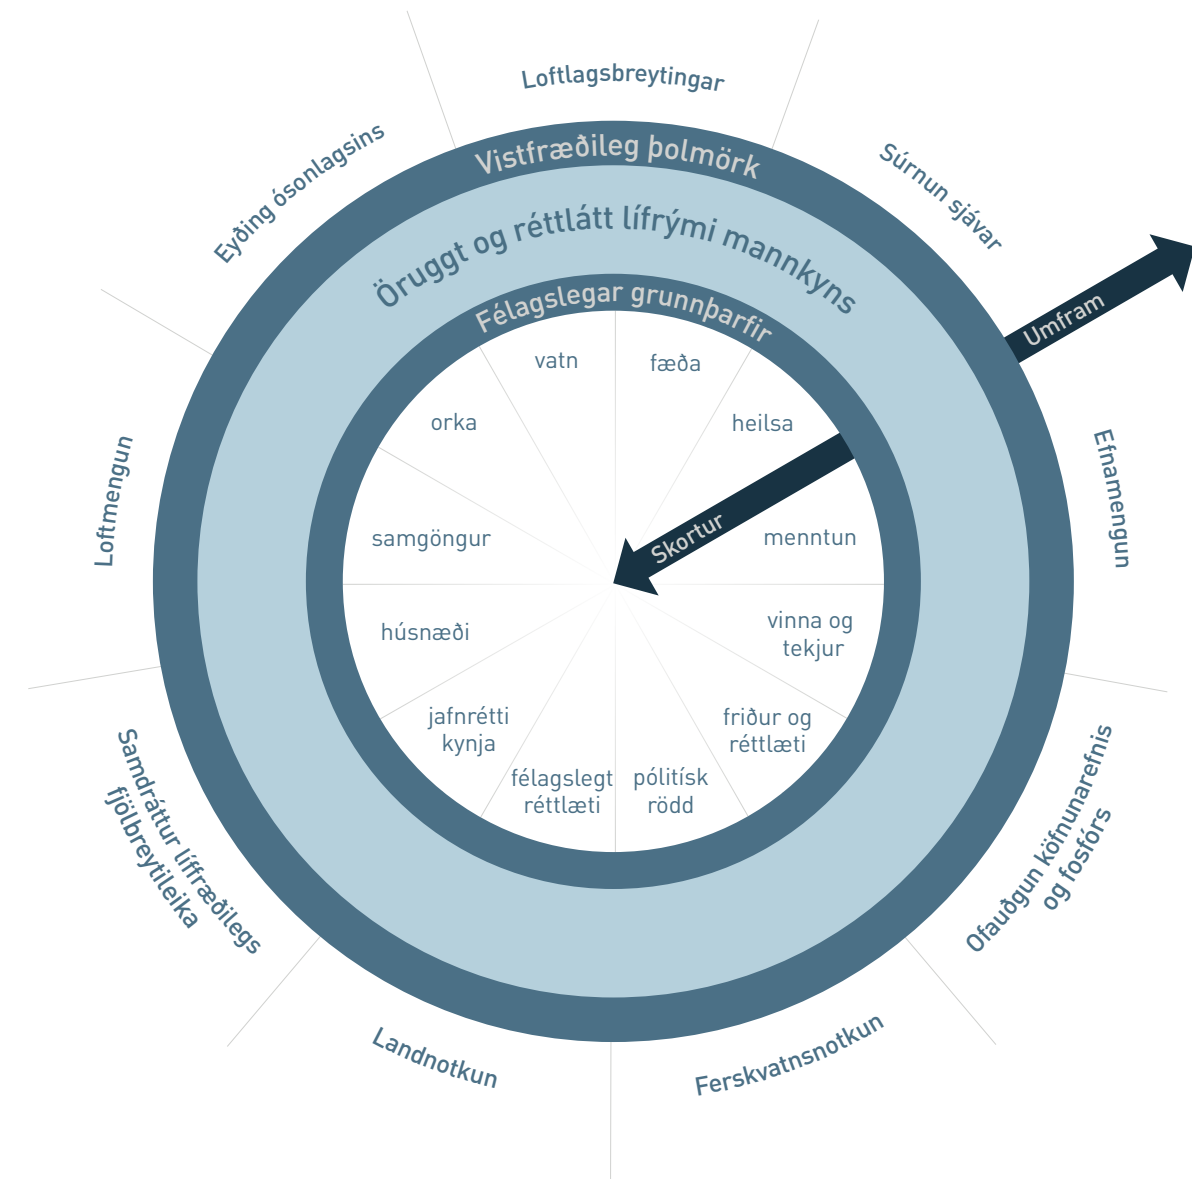 Loftlagsbreytingar
Súrnun sjávar
Efnamengun
Ofauðgun köfnunarefnis
og fosfórs
Ferskvatnsnotkun
Landnotkun
Samdráttur líffræðilegs
fjölbreytileika
Loftmengun
Eyðing ósonlagsins
Vistfræðileg þolmörk
Öruggt og réttlátt lífrými mannkyns
Félagslegar grunnþarfir
Umfram
Skortur
vatn
fæða
heilsa
menntun
vinna og
tekjur
friður og
réttlæti
pólitísk
rödd
félagslegt
réttlæti
jafnrétti
kynja
húsnæði
samgöngur
orka